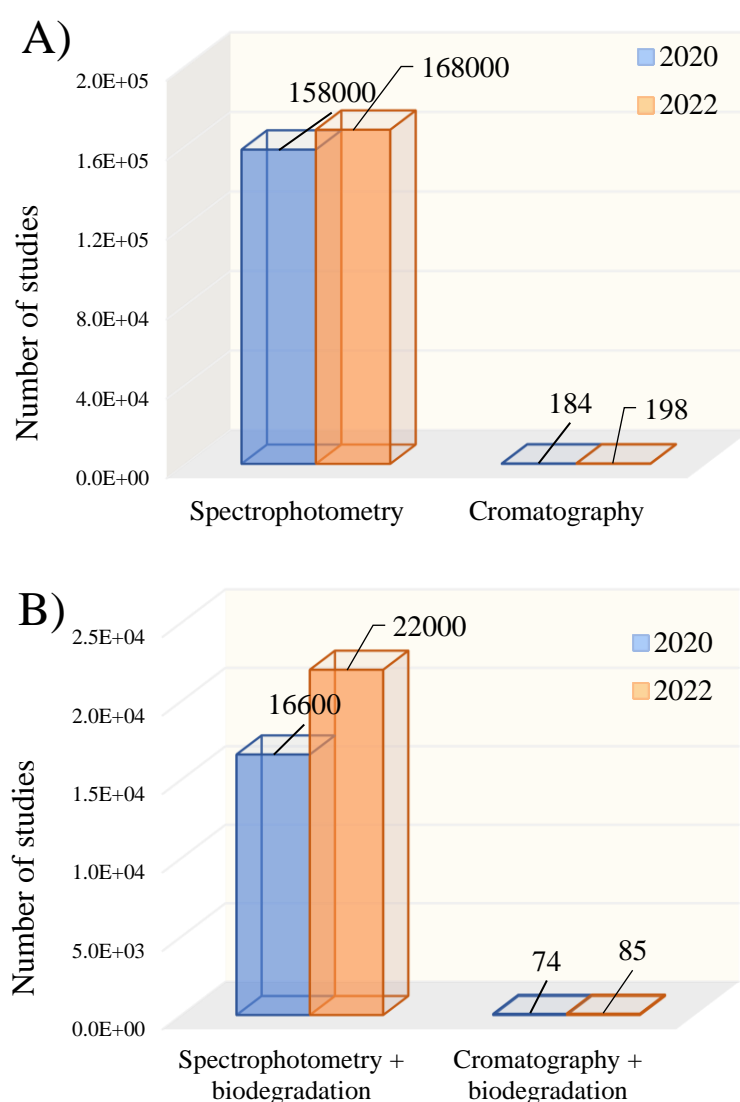 A)
2020
2022
168000
158000
2.0E+05
1.6E+05
1.2E+05
8.0E+04
4.0E+04
0.0E+00
Number of studies
184
198
Spectrophotometry
Cromatography
B)
2020
2022
22000
16600
2.5E+04
2.0E+04
1.5E+04
1.0E+04
5.0E+03
0.0E+00
Number of studies
74
85
Spectrophotometry +
biodegradation
Cromatography +
biodegradation